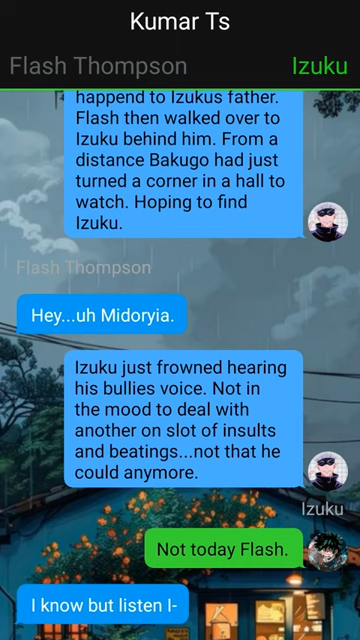 Kumar Ts
Flash Thompson
Izuku
happend to Izukus father.
Flash then walked over to
Izuku behind him. From a
distance Bakugo had just
turned a corner in a hall to
watch. Hoping to find
Izuku.
Flash Thompson
Hey...uh Midoryia.
Izuku just frowned hearing
his bullies voice. Not in
the mood to deal with
another on slot of insults
and beatings...not that he
could anymore.
Izuku
Not today Flash.
I know but listen I-